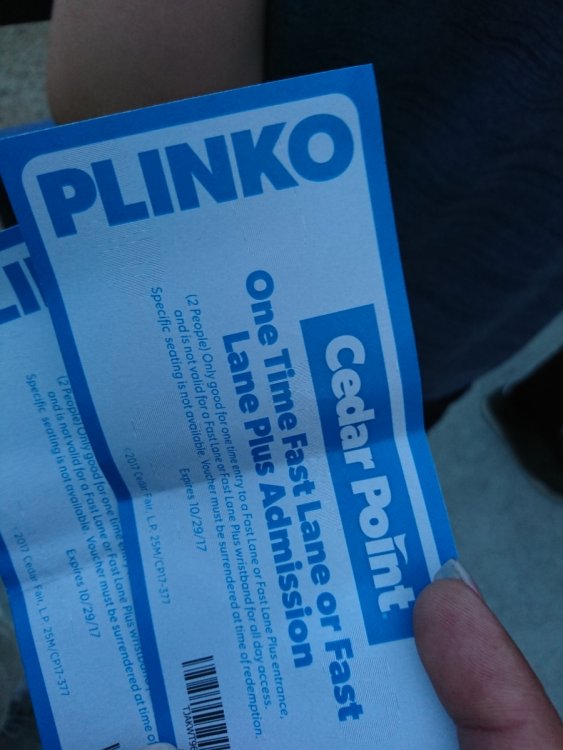 PLINKO
Cedar Point
One Time Fast Lane or Fast
Lane Plus Admission
(2 People) Only good for one time entry to a Fast Lane or Fast Lane Plus entrance,
and is not valid for a Fast Lane or Fast Lane Plus wristband for all day access.
Specific seating is not available. Voucher must be surrendered at time of redemption.
Expires 10/29/17
2017 Cedar Fair, L.P. 25M/CP17-377
LI
(2 People) Only good for one time entry
and is not valid for a Fast Lane or Fast Lane Plus wristband
Specific seating is not available. Voucher must be surrendered at time of
Expires 10/29/17
2017 Cedar Fair, L.P. 25M/CP17-377